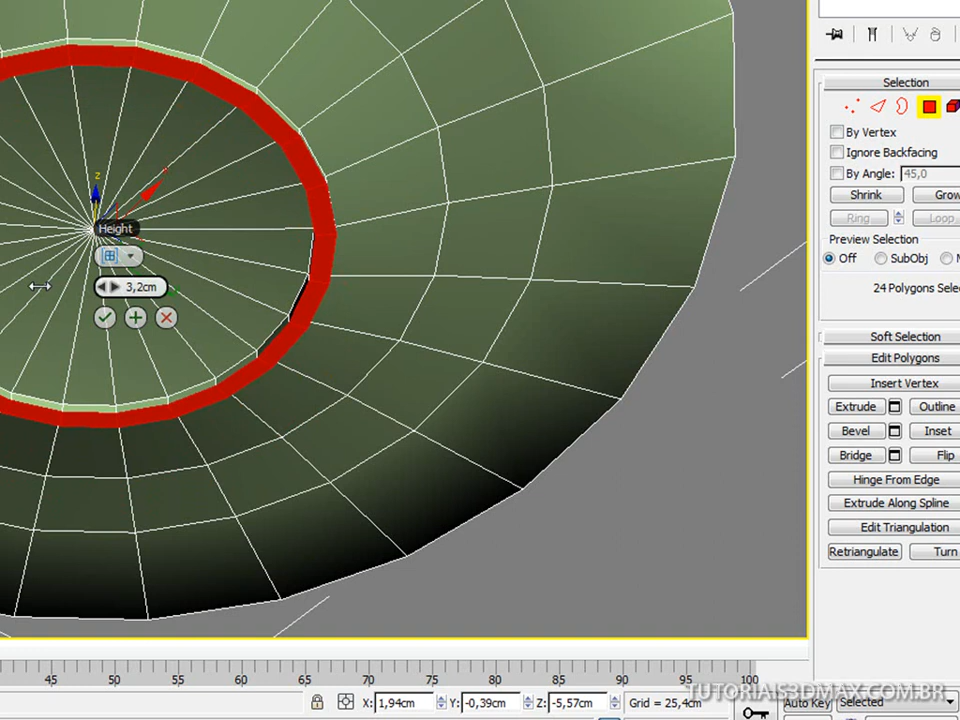 Selection
By Vertex
Ignore Backfacing
By Angle: 45,0
Shrink Grow
Ring Loop
Preview Selection
Off SubObj
24 Polygons Sele
Soft Selection
Edit Polygons
Insert Vertex
Extrude Outline
Bevel Inset
Bridge Flip
Hinge From Edge
Extrude Along Spline
Edit Triangulation
Retriangulate Turn
z
Height
3,2cm
45 50 55 60 65 70 75 80 85 90 95 100
X: 1,94cm Y: -0,39cm Z: -5,57cm Grid = 25,4cm
TUTORIAIS3DMAX.COM.BR
Auto Key Selected